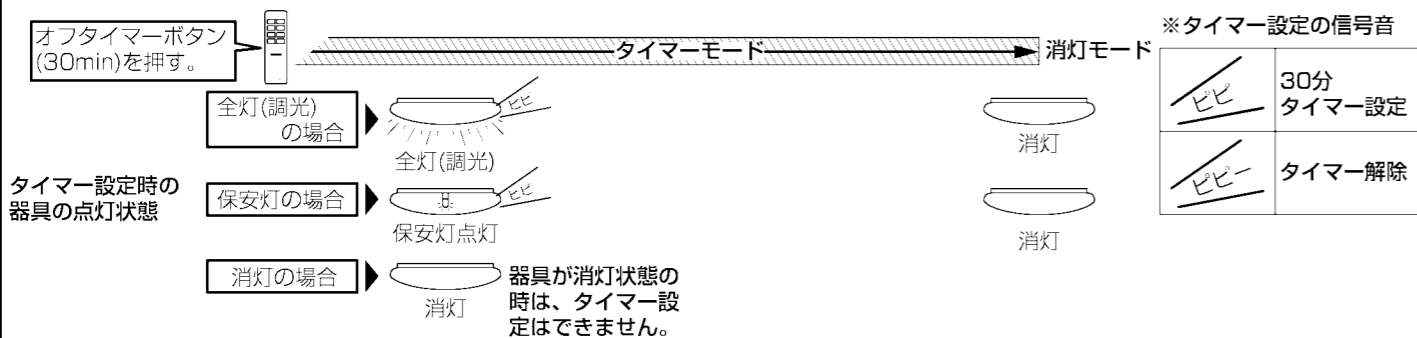 オフタイマーボタン
(30min)を押す。
タイマーモード
消灯モード
※タイマー設定の信号音
ピピ
30分
タイマー設定
ピピー
タイマー解除
タイマー設定時の
器具の点灯状態
全灯(調光)
の場合
ピピ
全灯(調光)
消灯
保安灯の場合
ピピ
保安灯点灯
消灯
消灯の場合
消灯
器具が消灯状態の
時は、タイマー設
定はできません。